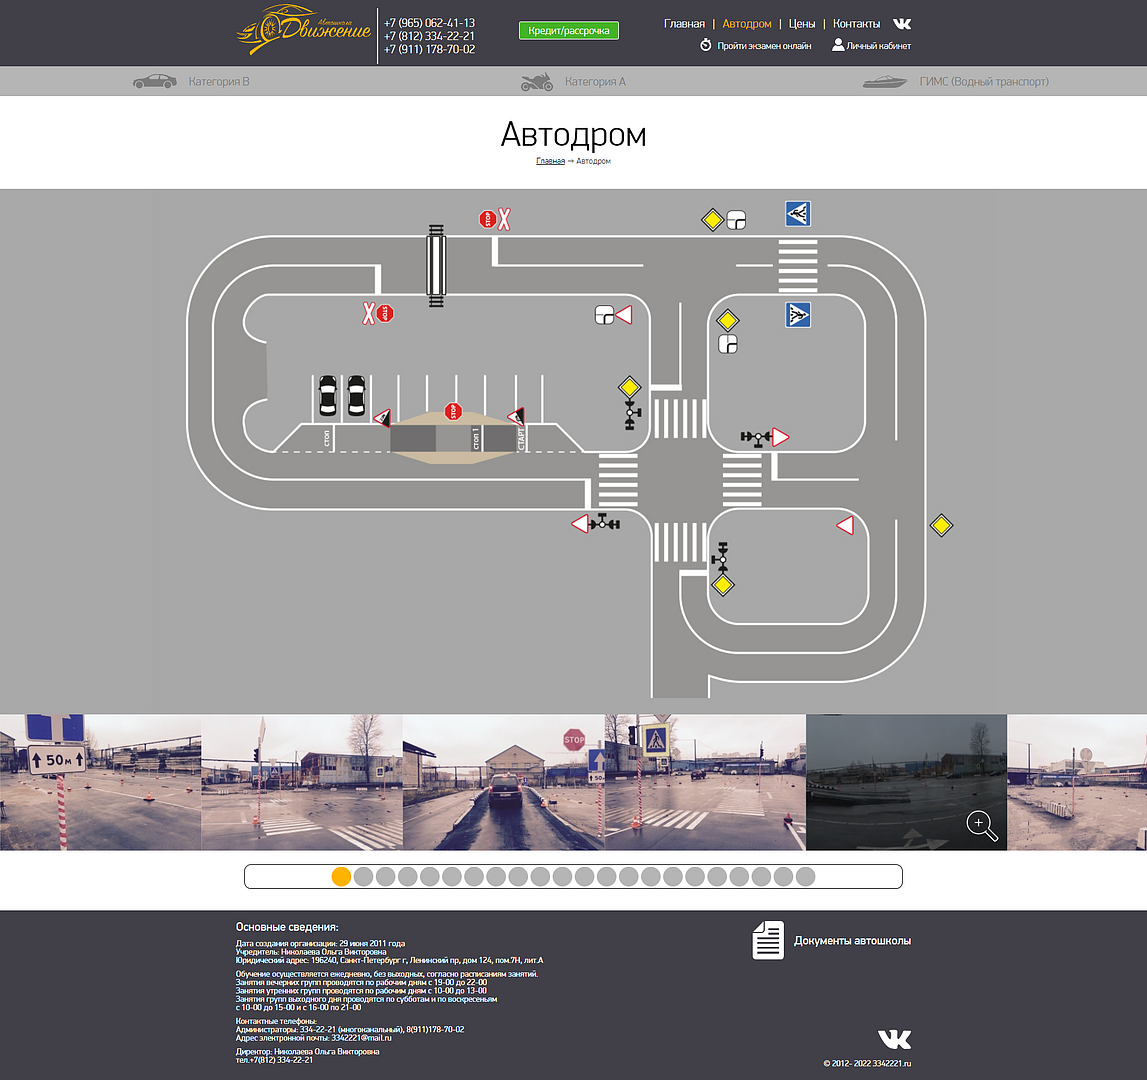 Автошкола
Движение
+7 (965) 062-41-13
+7 (812) 334-22-21
+7 (911) 178-70-02
Кредит/рассрочка
Главная | Автодром | Цены | Контакты
Пройти экзамен онлайн
Личный кабинет
Категория B
Категория A
ГИМС (Водный транспорт)
Автодром
Главная ⇒ Автодром
STOP
STOP
STOP
СТОП
СТОП 1
СТАРТ
50м
STOP
50м
Основные сведения:
Дата создания организации: 29 июня 2011 года
Учредитель: Николаева Ольга Викторовна
Юридический адрес: 196240, Санкт-Петербург г, Ленинский пр, дом 124, пом.7Н, лит.А
Обучение осуществляется ежедневно, без выходных, согласно расписаниям занятий.
Занятия вечерних групп проводятся по рабочим дням с 19-00 до 22-00
Занятия утренних групп проводятся по рабочим дням с 10-00 до 13-00
Занятия групп выходного дня проводятся по субботам и по воскресеньям
с 10-00 до 15-00 и с 16-00 по 21-00
Контактные телефоны:
Администраторы: 334-22-21 (многоканальный), 8(911)178-70-02
Адрес электронной почты: 3342221@mail.ru
Директор: Николаева Ольга Викторовна
тел.+7(812) 334-22-21
Документы автошколы
© 2012- 2022 3342221.ru